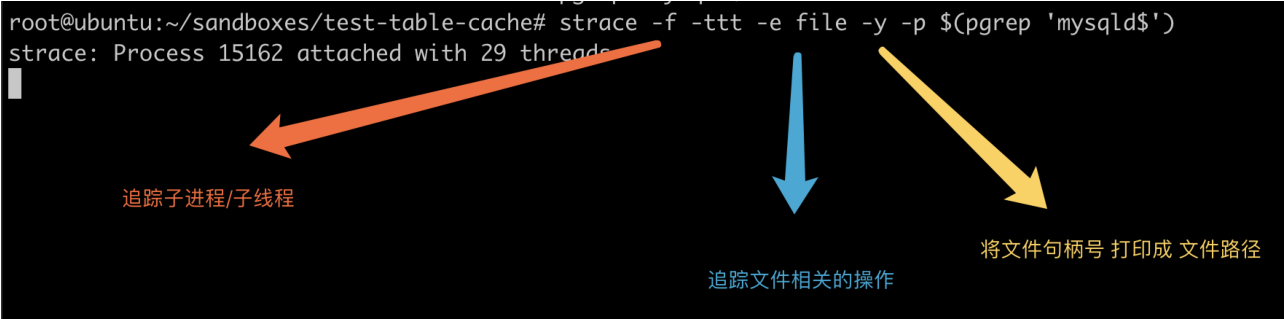 root@ubuntu:~/sandboxes/test-table-cache# strace -f -ttt -e file -y -p $(pgrep 'mysqld$')
strace: Process 15162 attached with 29 threads
追踪子进程/子线程
将文件句柄号 打印成 文件路径
追踪文件相关的操作